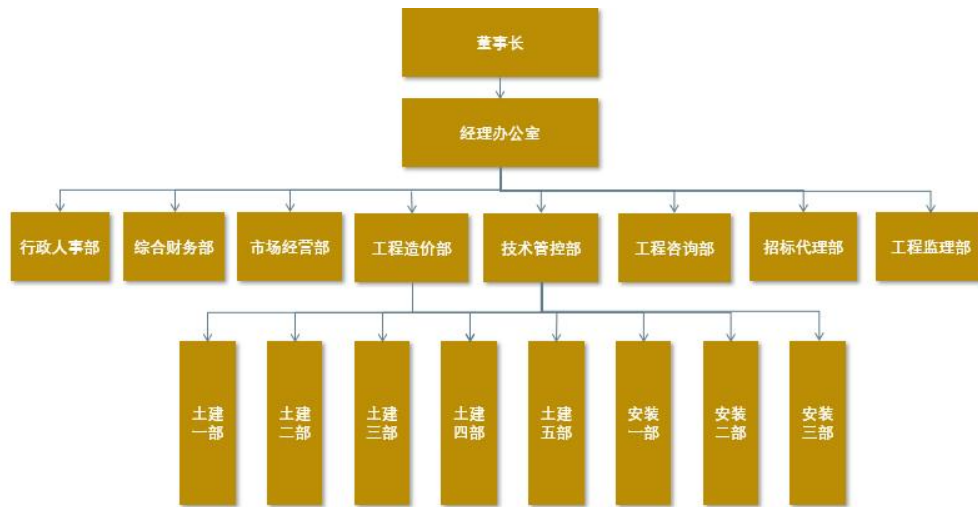 董事长
经理办公室
行政人事部
综合财务部
市场经营部
工程造价部
技术管控部
工程咨询部
招标代理部
工程监理部
土建
一部
土建
二部
土建
三部
土建
四部
土建
五部
安装
一部
安装
二部
安装
三部